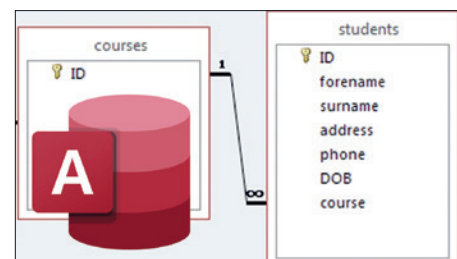 courses
ID
A
1
∞
students
ID
forename
surname
address
phone
DOB
course